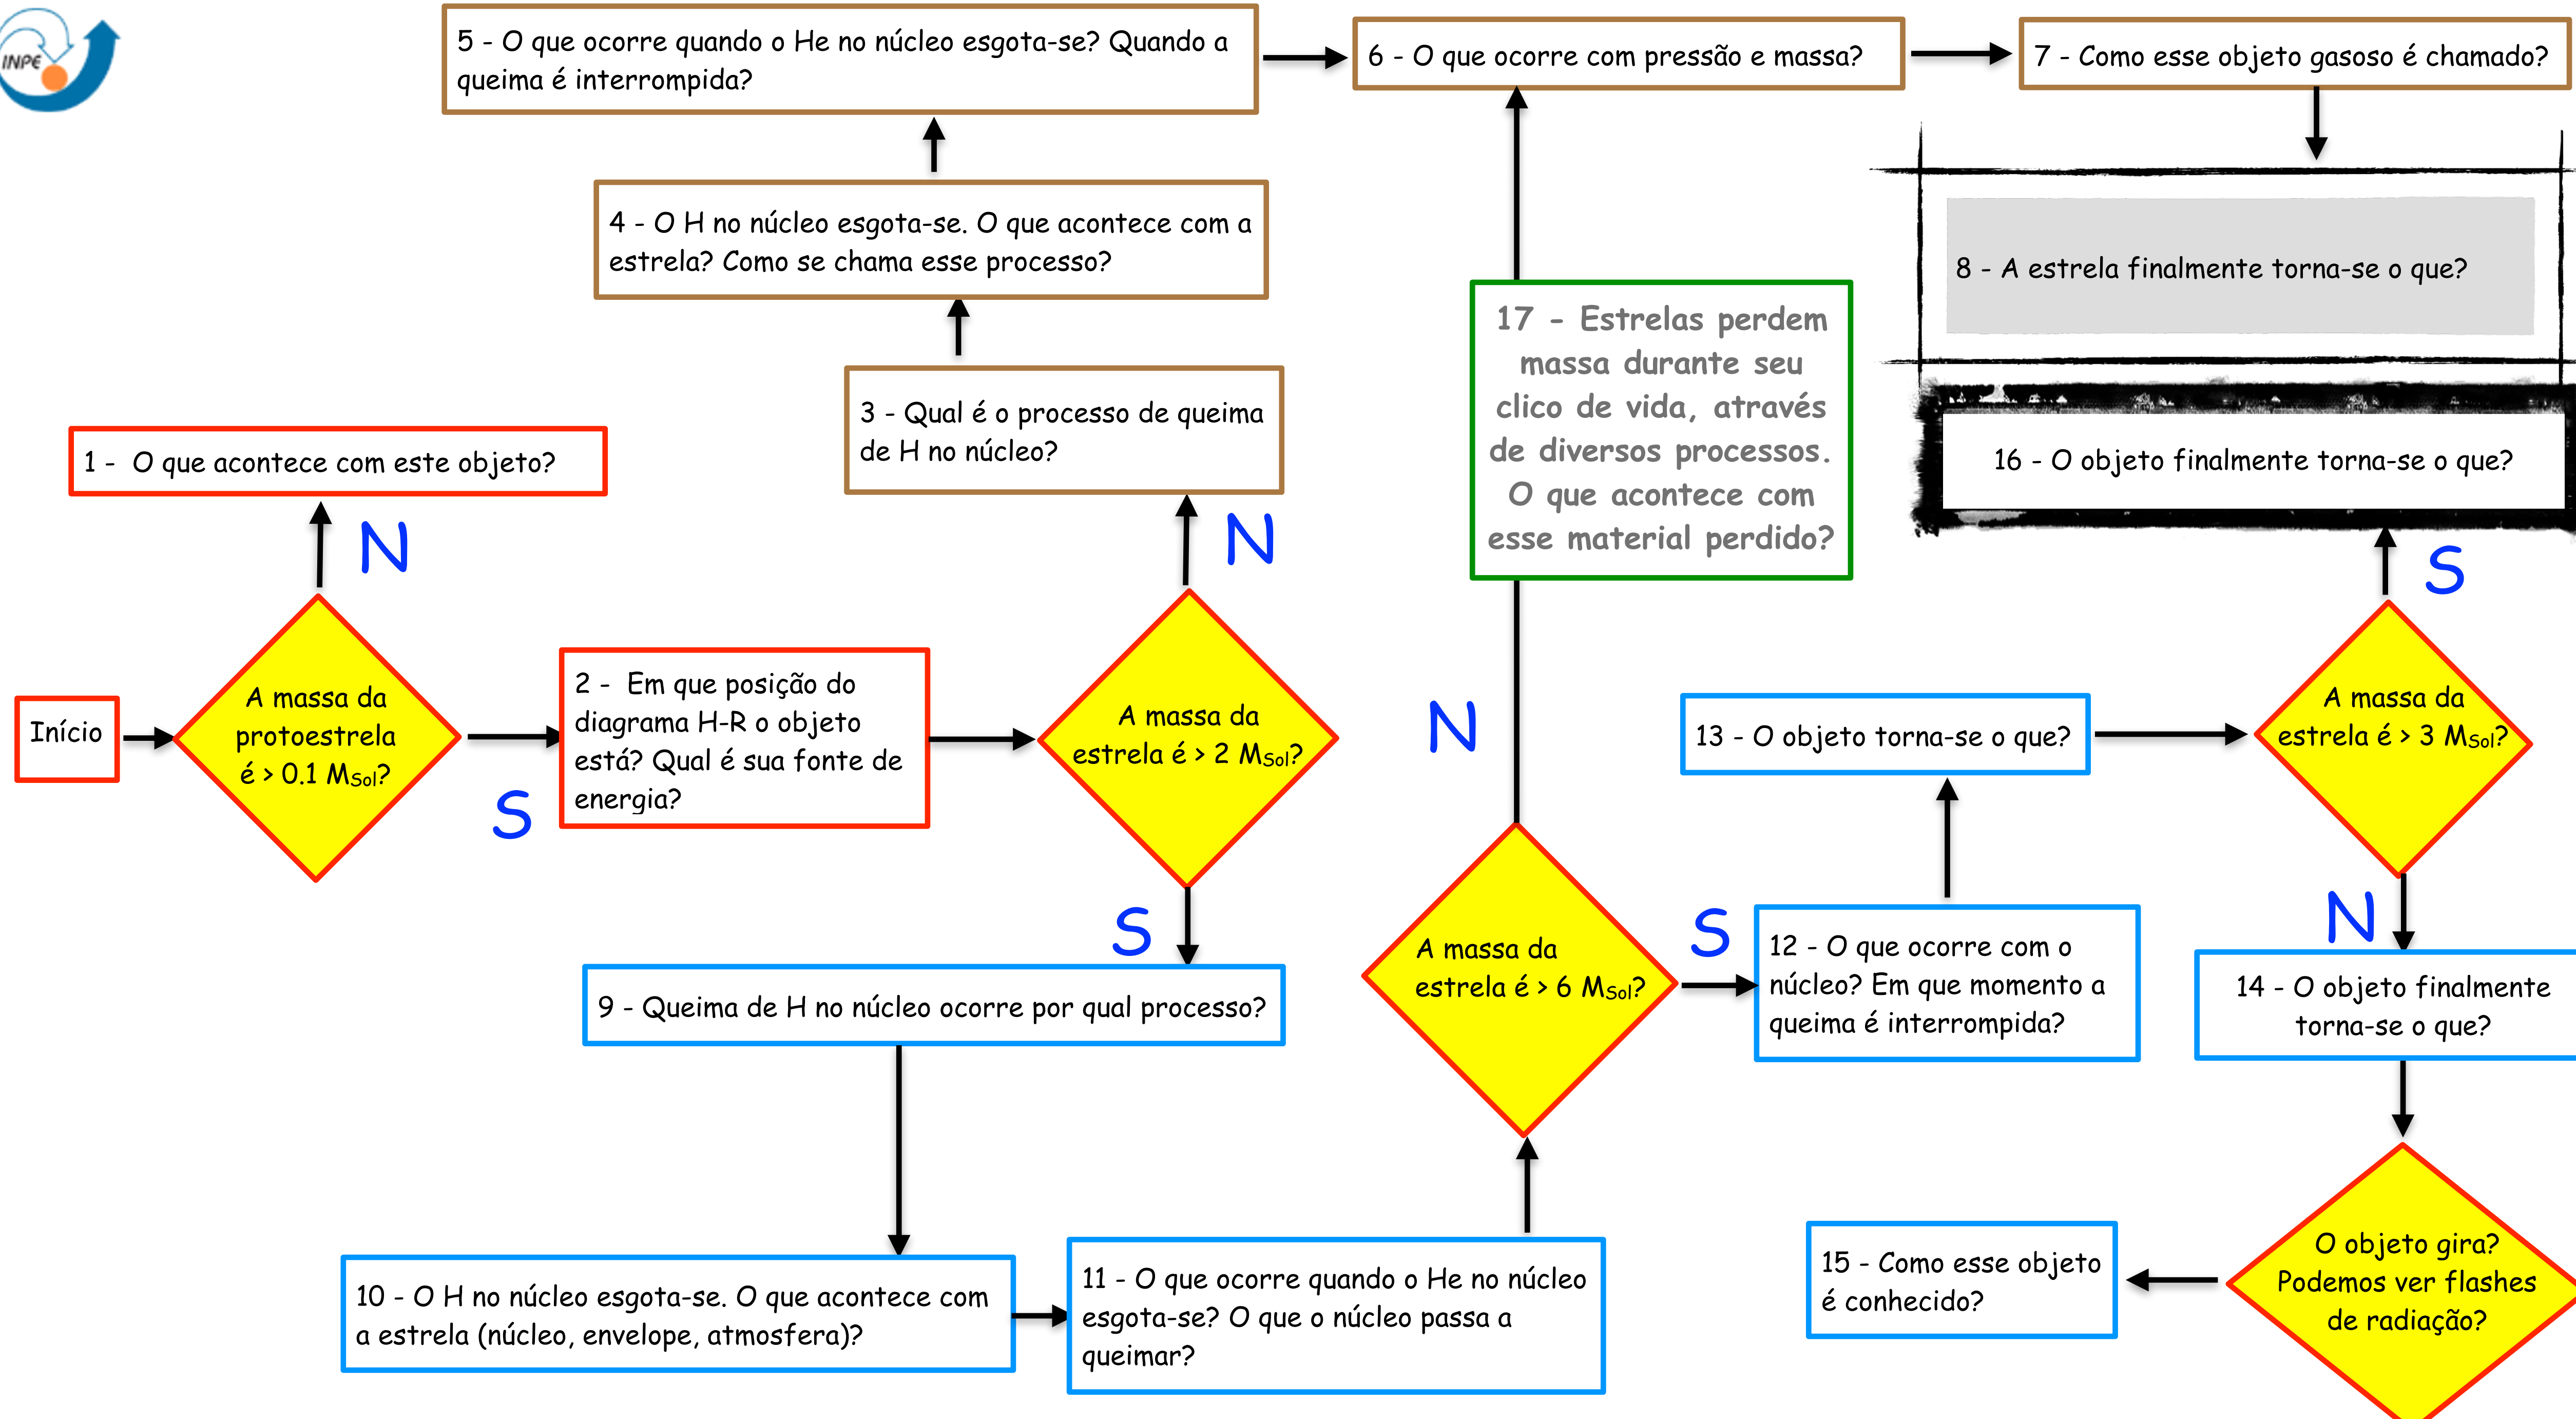 INPE
5 - O que ocorre quando o He no núcleo esgota-se? Quando a
queima é interrompida?
6 - O que ocorre com pressão e massa?
7 - Como esse objeto gasoso é chamado?
4 - O H no núcleo esgota-se. O que acontece com a
estrela? Como se chama esse processo?
8 - A estrela finalmente torna-se o que?
17 - Estrelas perdem
massa durante seu
clico de vida, através
de diversos processos.
O que acontece com
esse material perdido?
3 - Qual é o processo de queima
de H no núcleo?
1 - O que acontece com este objeto?
16 - O objeto finalmente torna-se o que?
N
N
S
Início
A massa da
protoestrela
é > 0.1 MSol?
S
2 - Em que posição do
diagrama H-R o objeto
está? Qual é sua fonte de
energia?
A massa da
estrela é > 2 MSol?
N
13 - O objeto torna-se o que?
A massa da
estrela é > 3 MSol?
S
9 - Queima de H no núcleo ocorre por qual processo?
A massa da
estrela é > 6 MSol?
S
12 - O que ocorre com o
núcleo? Em que momento a
queima é interrompida?
N
14 - O objeto finalmente
torna-se o que?
10 - O H no núcleo esgota-se. O que acontece com
a estrela (núcleo, envelope, atmosfera)?
11 - O que ocorre quando o He no núcleo
esgota-se? O que o núcleo passa a
queimar?
15 - Como esse objeto
é conhecido?
O objeto gira?
Podemos ver flashes
de radiação?